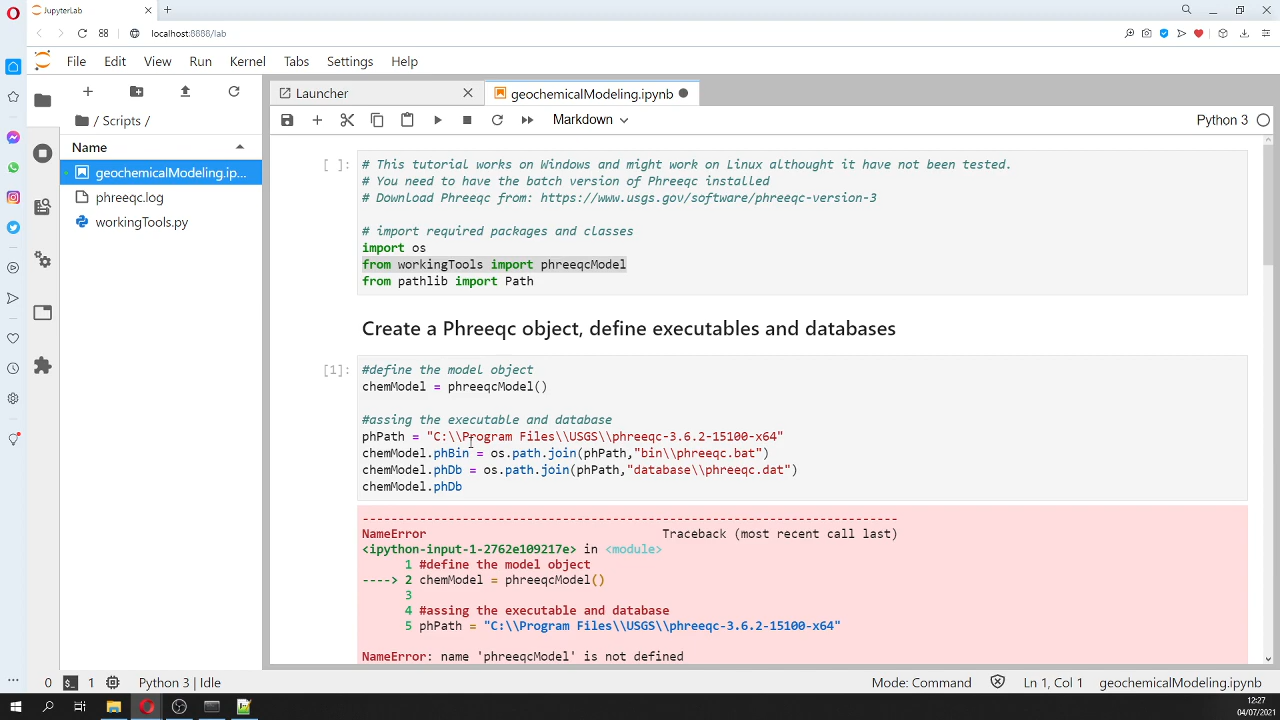 JupyterLab
localhost:8888/lab
File Edit View Run Kernel Tabs Settings Help
Launcher
geochemicalModeling.ipynb
Markdown
Python 3
/ Scripts /
Name
geochemicalModeling.ip...
phreeqc.log
workingTools.py
[ ]:
# This tutorial works on Windows and might work on Linux althought it have not been tested.
# You need to have the batch version of Phreeqc installed
# Download Phreeqc from: https://www.usgs.gov/software/phreeqc-version-3
# import required packages and classes
import os
from workingTools import phreeqcModel
from pathlib import Path
Create a Phreeqc object, define executables and databases
[1]:
#define the model object
chemModel = phreeqcModel()
#assing the executable and database
phPath = "C:\\Program Files\\USGS\\phreeqc-3.6.2-15100-x64"
chemModel.phBin = os.path.join(phPath,"bin\\phreeqc.bat")
chemModel.phDb = os.path.join(phPath,"database\\phreeqc.dat")
chemModel.phDb
---------------------------------------------------------------------------
NameError Traceback (most recent call last)
<ipython-input-1-2762e109217e> in <module>
1 #define the model object
----> 2 chemModel = phreeqcModel()
3
4 #assing the executable and database
5 phPath = "C:\\Program Files\\USGS\\phreeqc-3.6.2-15100-x64"
NameError: name 'phreeqcModel' is not defined
0 1 Python 3 | Idle
Mode: Command Ln 1, Col 1 geochemicalModeling.ipynb
12:27
04/07/2021